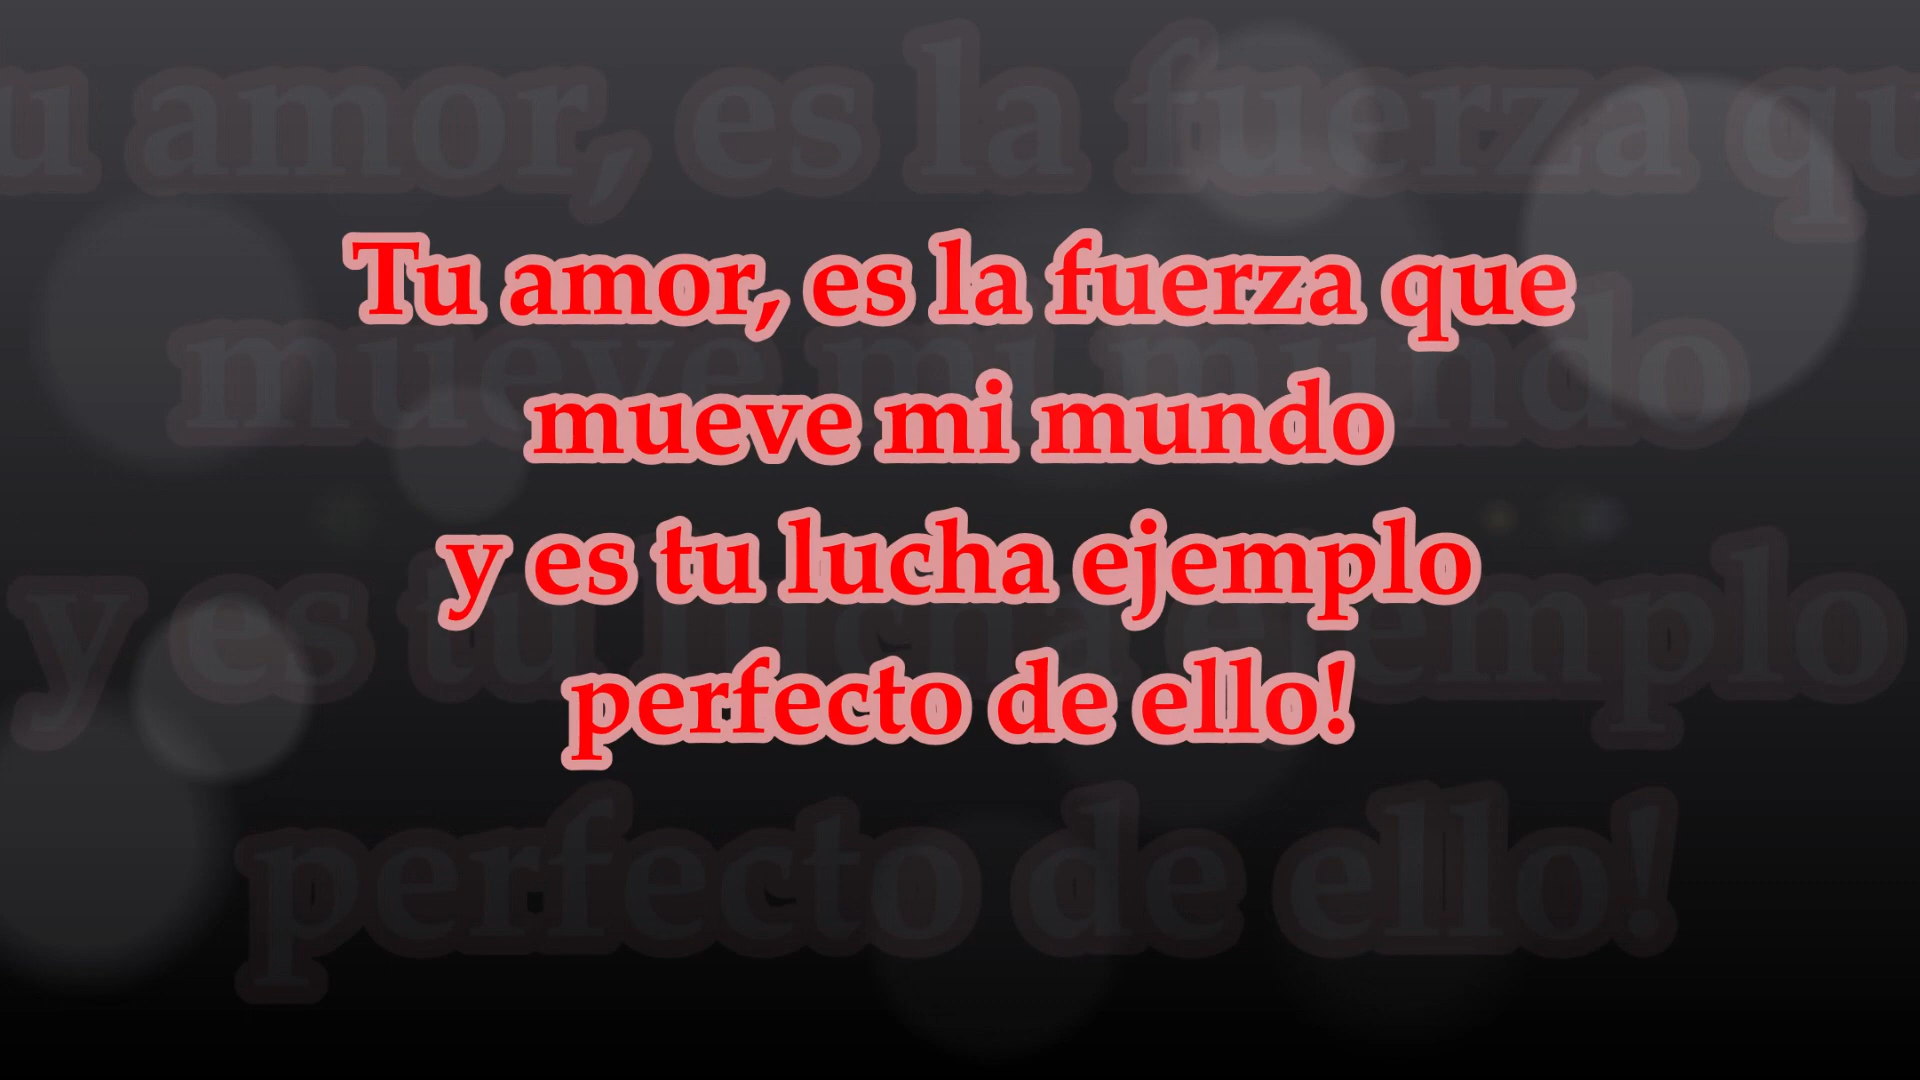 Tu amor, es la fuerza que
mueve mi mundo
y es tu lucha ejemplo
perfecto de ello!